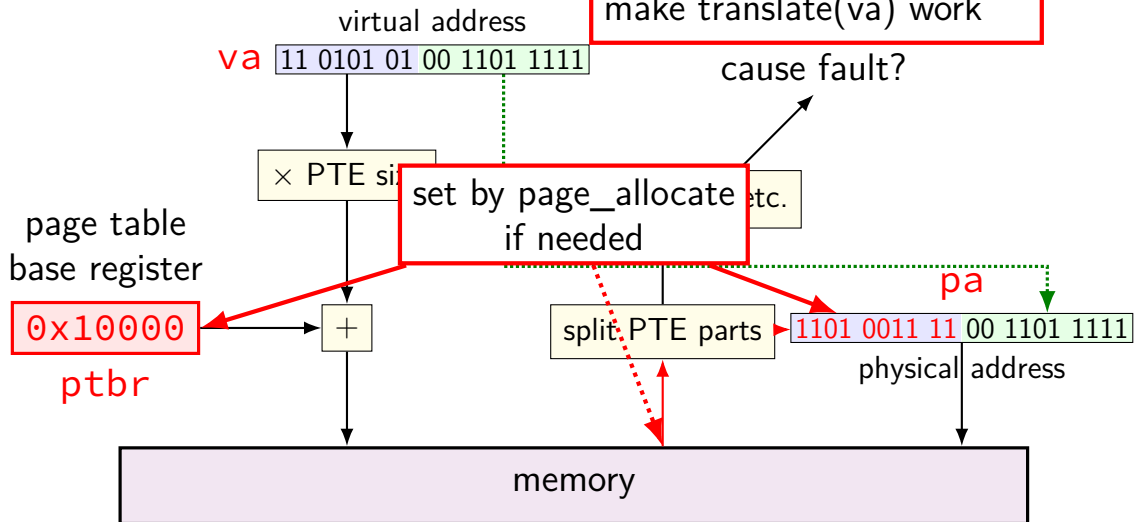 make translate(va) work
virtual address
va 11 0101 01 00 1101 1111
cause fault?
× PTE
set by page_allocate
if needed
etc.
page table
base register
pa
0x10000
+
split PTE parts
1101 0011 11 00 1101 1111
physical address
ptbr
memory